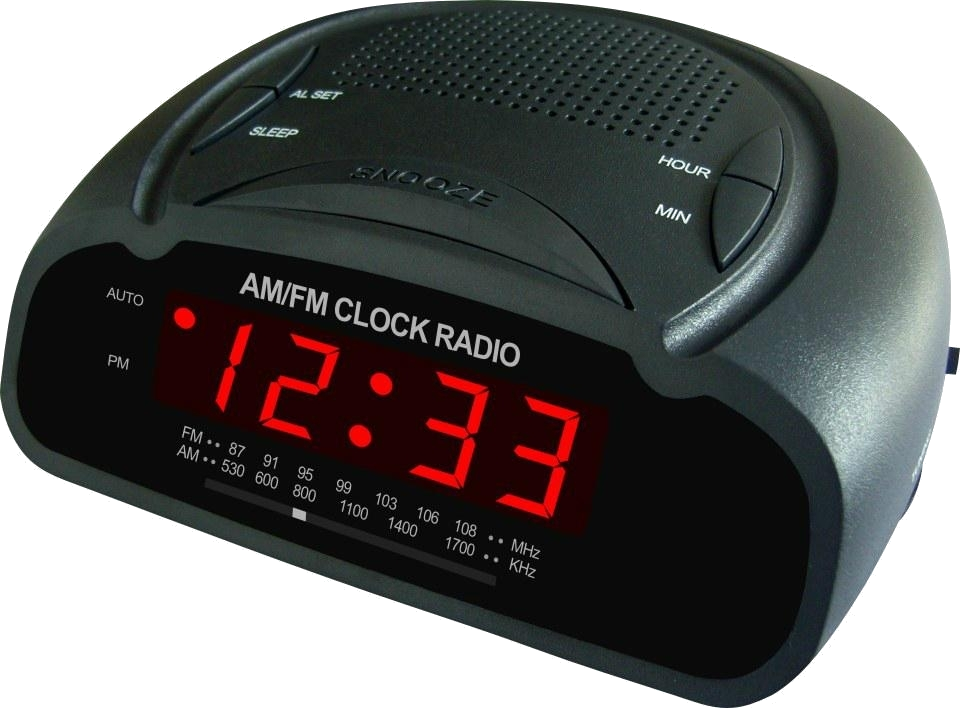 AL SET
SLEEP
SNOOZE
HOUR
MIN
AM/FM CLOCK RADIO
AUTO
PM
12:33
FM •• 87 91 95 99 103 106 108 •• MHz
AM •• 530 600 800 1100 1400 1700 •• KHz